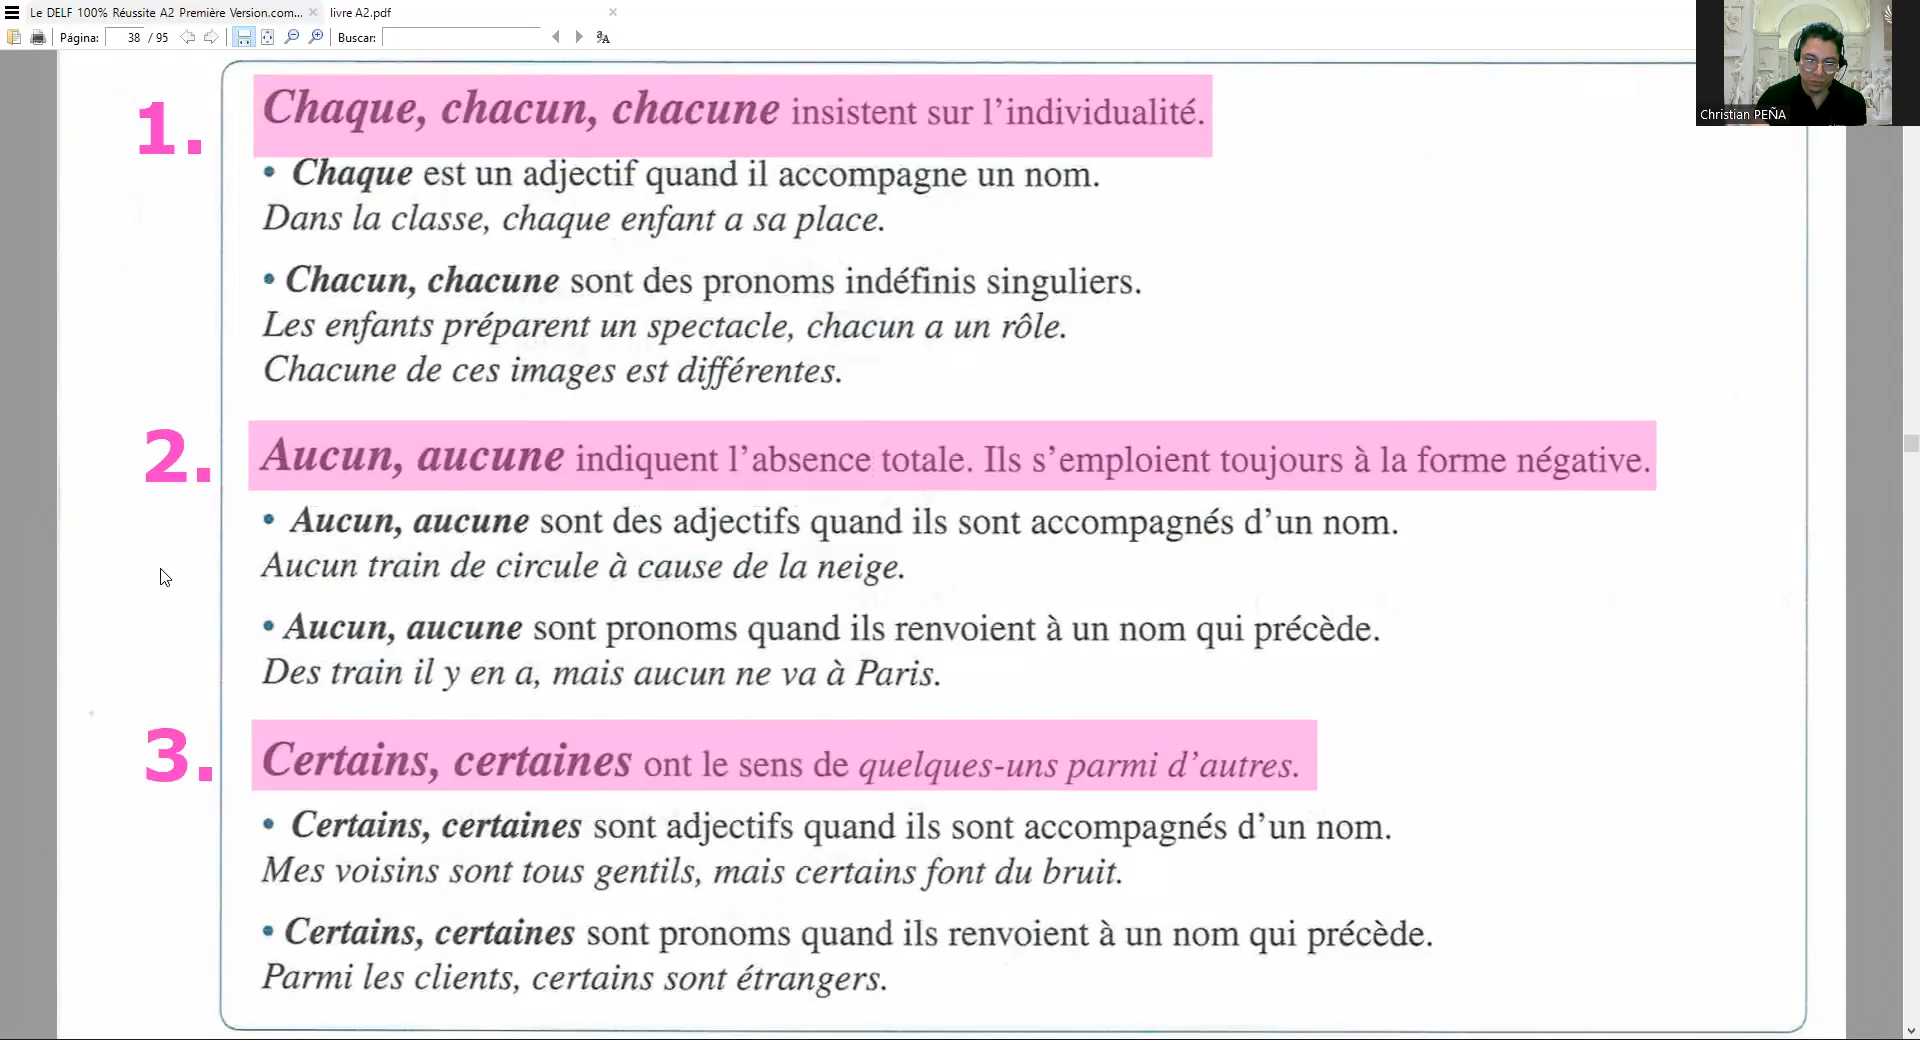 Le DELF 100% Réussite A2 Première Version.com... livre A2.pdf
Página: 38 / 95 Buscar:
Christian PEÑA
1. Chaque, chacun, chacune insistent sur l'individualité.
• Chaque est un adjectif quand il accompagne un nom.
Dans la classe, chaque enfant a sa place.
• Chacun, chacune sont des pronoms indéfinis singuliers.
Les enfants préparent un spectacle, chacun a un rôle.
Chacune de ces images est différentes.
2. Aucun, aucune indiquent l'absence totale. Ils s'emploient toujours à la forme négative.
• Aucun, aucune sont des adjectifs quand ils sont accompagnés d'un nom.
Aucun train de circule à cause de la neige.
• Aucun, aucune sont pronoms quand ils renvoient à un nom qui précède.
Des train il y en a, mais aucun ne va à Paris.
3. Certains, certaines ont le sens de quelques-uns parmi d'autres.
• Certains, certaines sont adjectifs quand ils sont accompagnés d'un nom.
Mes voisins sont tous gentils, mais certains font du bruit.
• Certains, certaines sont pronoms quand ils renvoient à un nom qui précède.
Parmi les clients, certains sont étrangers.